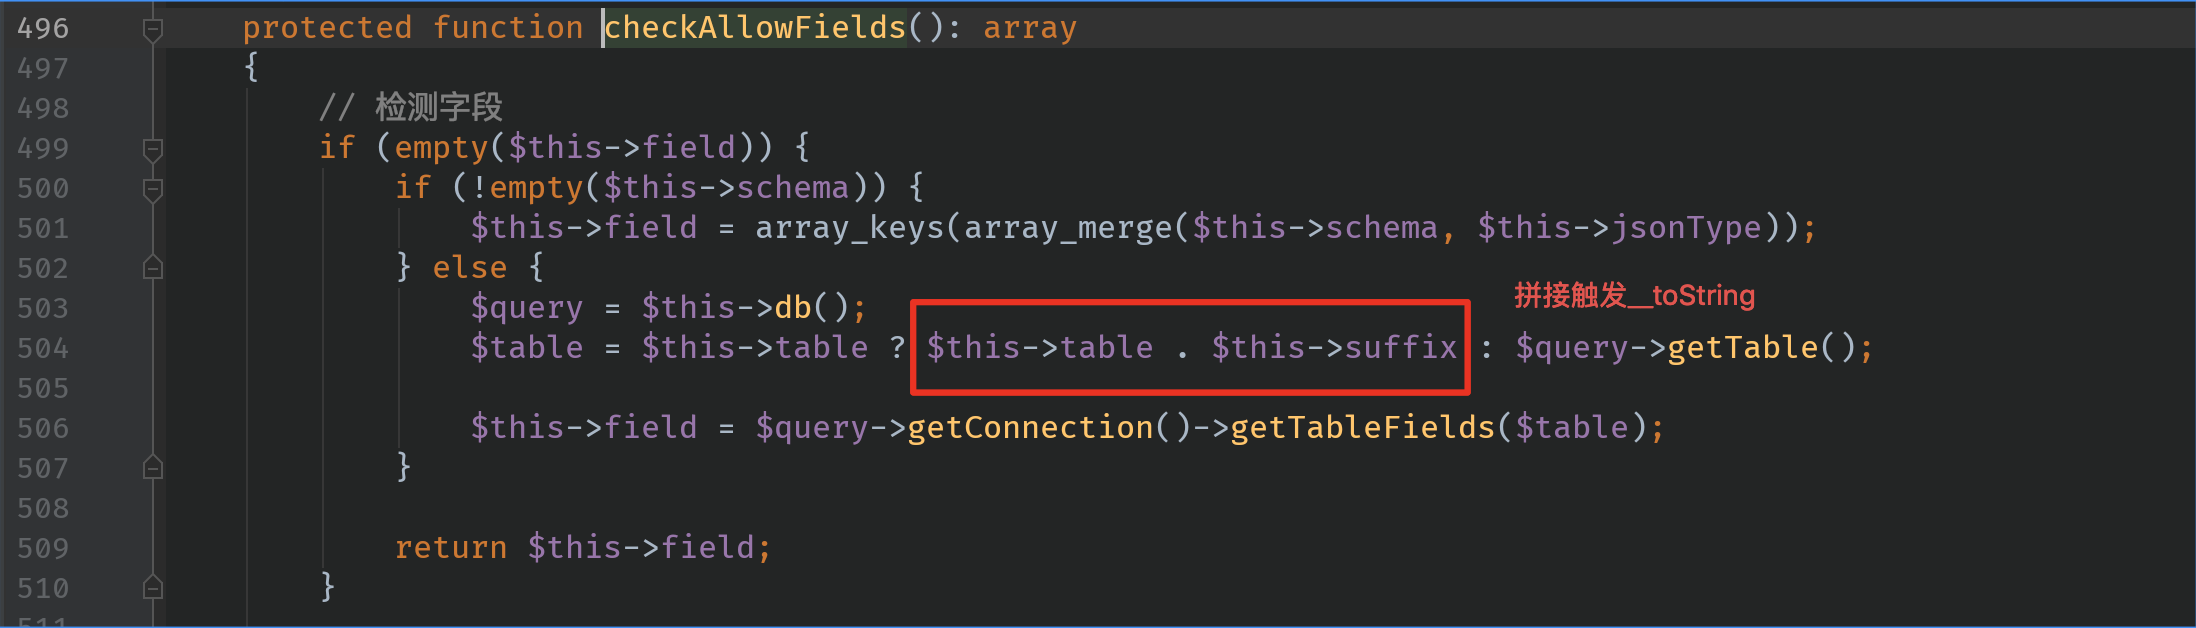 496 protected function checkAllowFields(): array
497 {
498 // 检测字段
499 if (empty($this->field)) {
500 if (!empty($this->schema)) {
501 $this->field = array_keys(array_merge($this->schema, $this->jsonType));
502 } else {
拼接触发__toString
503 $query = $this->db();
504 $table = $this->table ? $this->table . $this->suffix : $query->getTable();
505
506 $this->field = $query->getConnection()->getTableFields($table);
507 }
508
509 return $this->field;
510 }
511